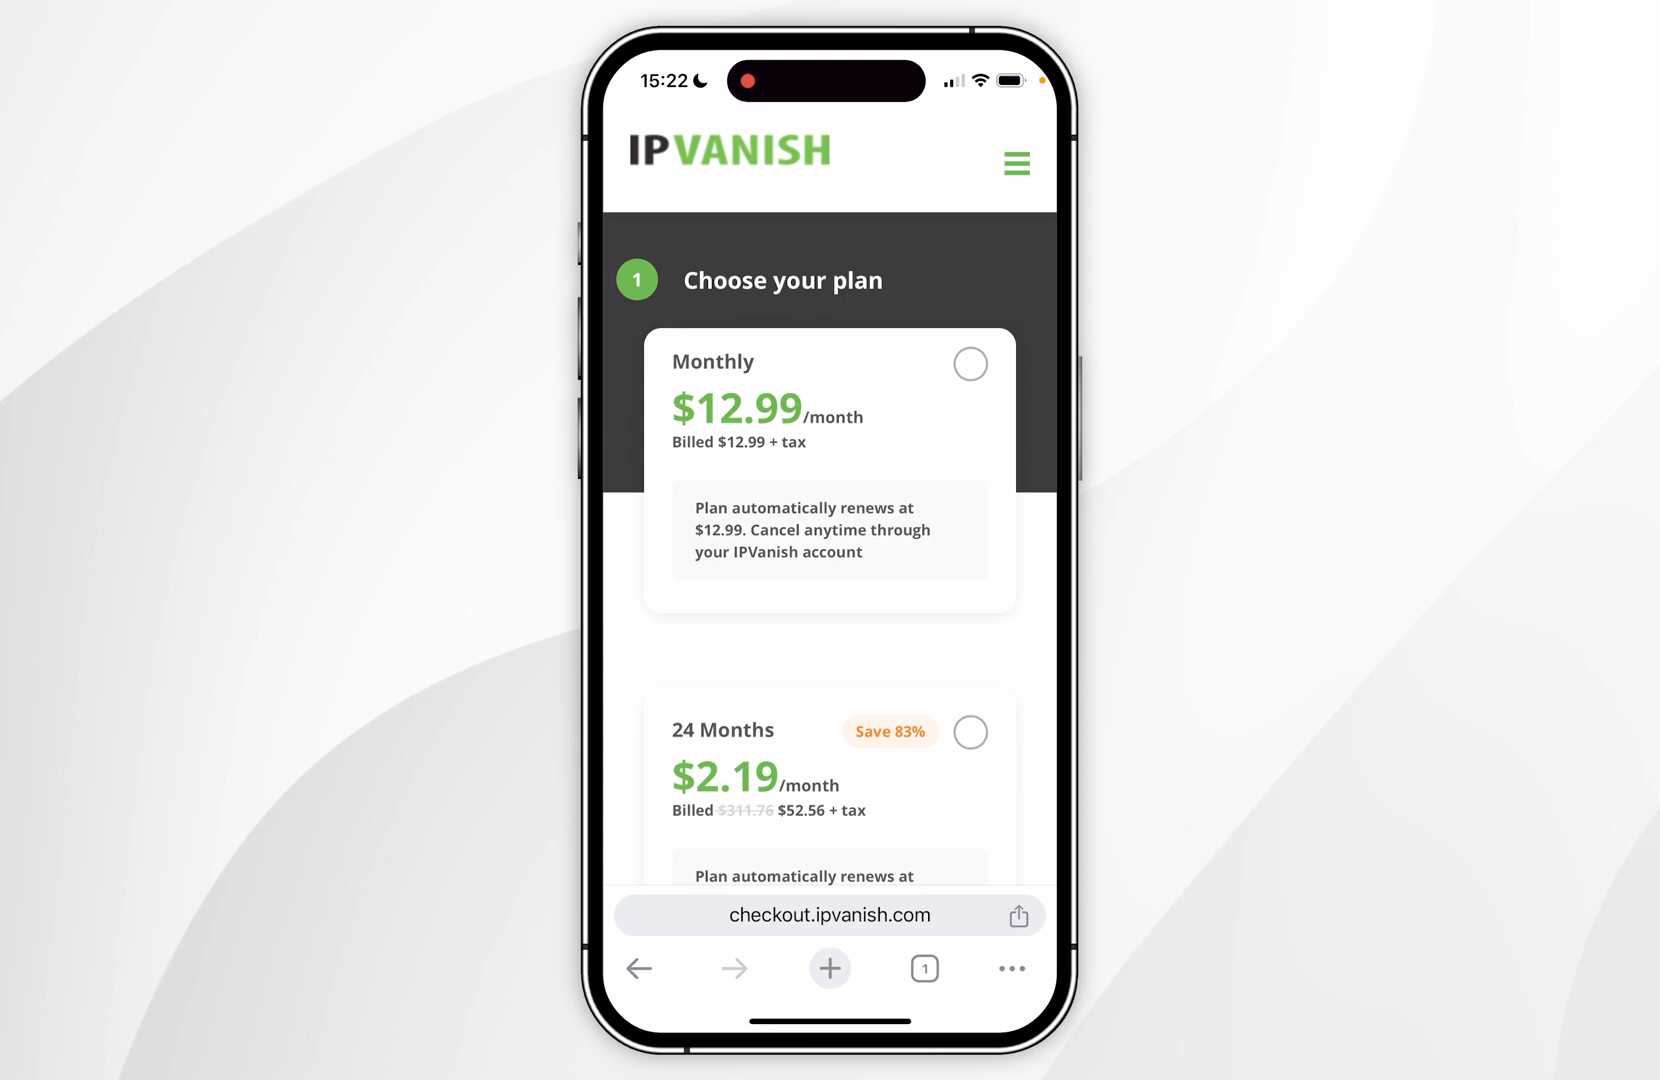 15:22
IPVANISH
1 Choose your plan
Monthly
$12.99/month
Billed $12.99 + tax
Plan automatically renews at
$12.99. Cancel anytime through
your IPVanish account
24 Months Save 83%
$2.19/month
Billed $311.76 $52.56 + tax
Plan automatically renews at
checkout.ipvanish.com
1